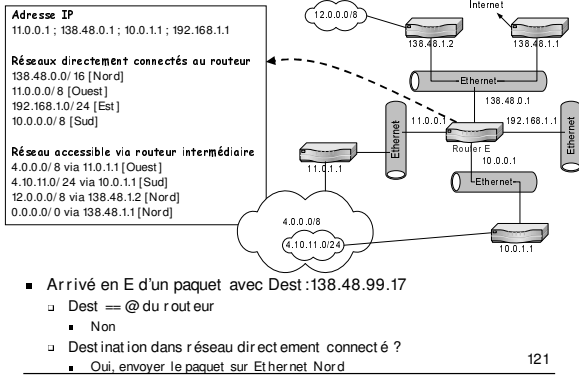 Adresse IP
11.0.0.1 ; 138.48.0.1 ; 10.0.1.1 ; 192.168.1.1
Réseaux directement connectés au routeur
138.48.0.0/16 [Nord]
11.0.0.0/8 [Ouest]
192.168.1.0/24 [Est]
10.0.0.0/8 [Sud]
Réseau accessible via routeur intermédiaire
4.0.0.0/8 via 11.0.1.1 [Ouest]
4.10.11.0/24 via 10.0.1.1 [Sud]
12.0.0.0/8 via 138.48.1.2 [Nord]
0.0.0.0/0 via 138.48.1.1 [Nord]
12.0.0.0/8
Internet
138.48.1.2
138.48.1.1
Ethernet
138.48.0.1
Ethernet
11.0.0.1
192.168.1.1
Ethernet
Router E
10.0.0.1
11.0.1.1
Ethernet
4.0.0.0/8
4.10.11.0/24
10.0.1.1
Arrivé en E d'un paquet avec Dest :138.48.99.17
Dest == @ du routeur
Non
Destination dans réseau directement connecté ?
Oui, envoyer le paquet sur Ethernet Nord
121